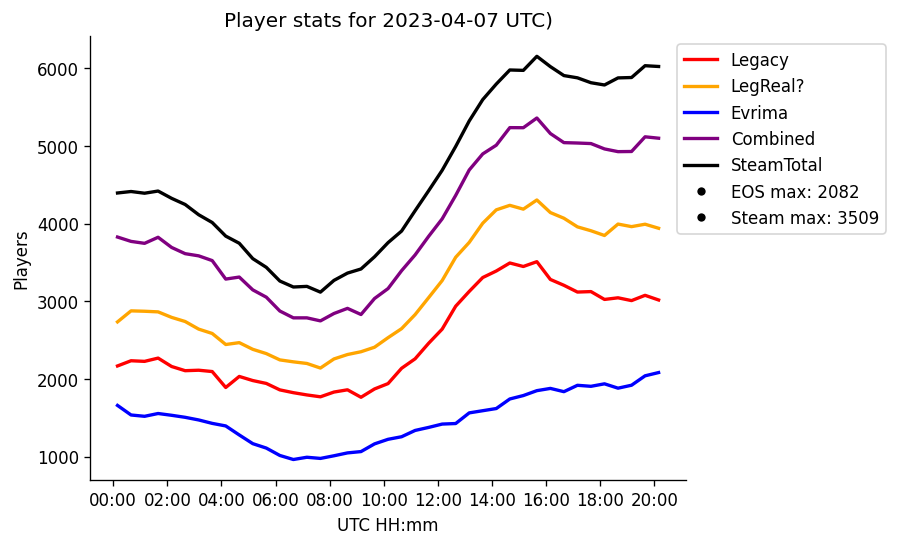 Player stats for 2023-04-07 UTC)
Players
6000
5000
4000
3000
2000
1000
00:00 02:00 04:00 06:00 08:00 10:00 12:00 14:00 16:00 18:00 20:00
UTC HH:mm
Legacy
LegReal?
Evrima
Combined
SteamTotal
EOS max: 2082
Steam max: 3509